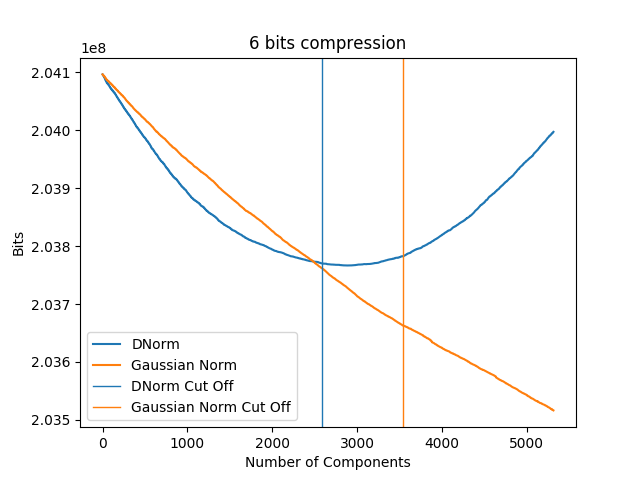 6 bits compression
1e8
2.041
2.040
2.039
2.038
2.037
2.036
2.035
Bits
DNorm
Gaussian Norm
DNorm Cut Off
Gaussian Norm Cut Off
0 1000 2000 3000 4000 5000
Number of Components